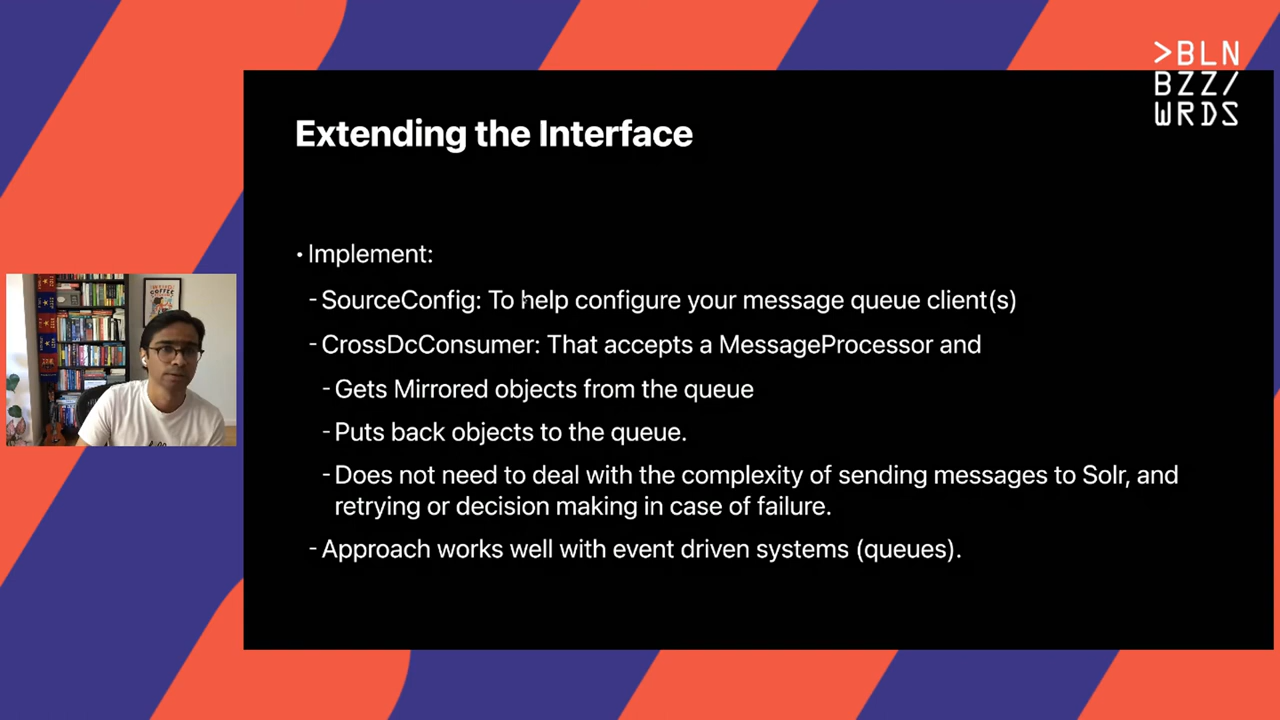 >BLN
BZZ/
WRDS
Extending the Interface
• Implement:
- SourceConfig: To help configure your message queue client(s)
- CrossDcConsumer: That accepts a MessageProcessor and
- Gets Mirrored objects from the queue
- Puts back objects to the queue.
- Does not need to deal with the complexity of sending messages to Solr, and
retrying or decision making in case of failure.
- Approach works well with event driven systems (queues).
COFFEE